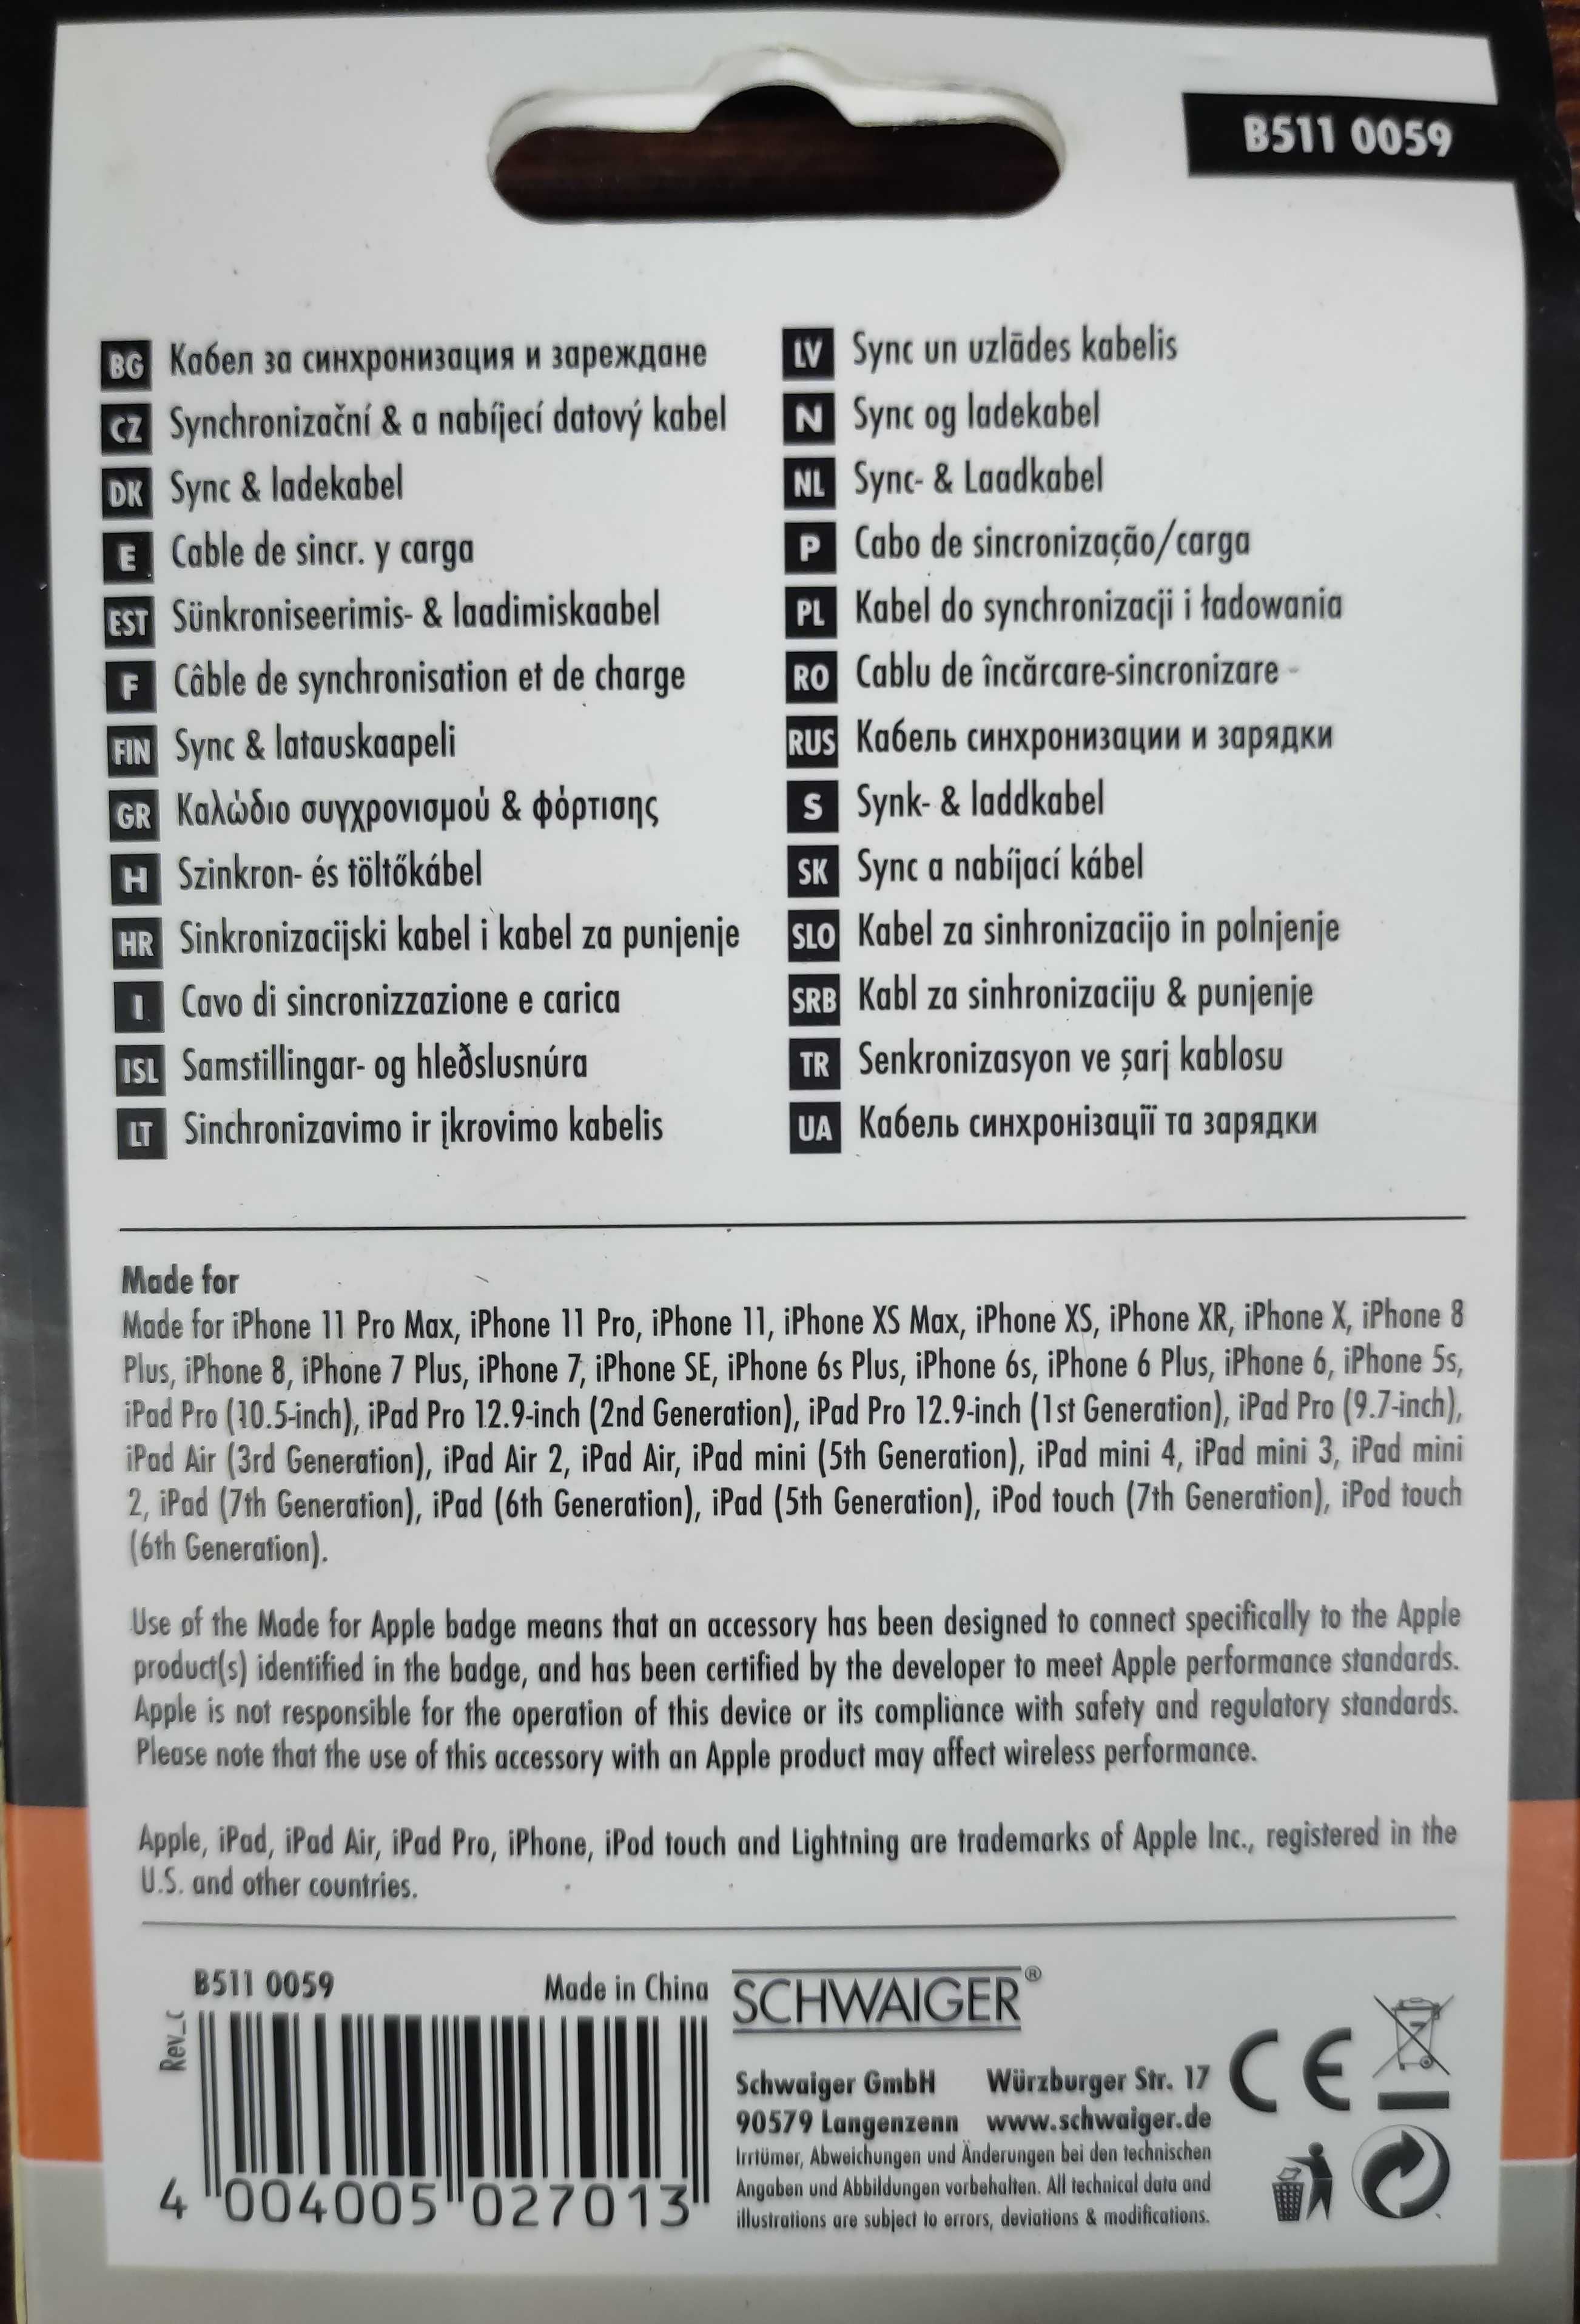 B511 0059
BG Кабел за синхронизация и зареждане
CZ Synchronizační & a nabíjecí datový kabel
DK Sync & ladekabel
E Cable de sincr. y carga
EST Sünkroniseerimis- & laadimiskaabel
F Câble de synchronisation et de charge
FIN Sync & latauskaapeli
GR Καλώδιο συγχρονισμού & φόρτισης
H Szinkron- és töltőkábel
HR Sinkronizacijski kabel i kabel za punjenje
I Cavo di sincronizzazione e carica
ISL Samstillingar- og hleðslusnúra
LT Sinchronizavimo ir įkrovimo kabelis
LV Sync un uzlādes kabelis
N Sync og ladekabel
NL Sync- & Laadkabel
P Cabo de sincronização/carga
PL Kabel do synchronizacji i ładowania
RO Cablu de încărcare-sincronizare -
RUS Кабель синхронизации и зарядки
S Synk- & laddkabel
SK Sync a nabíjací kábel
SLO Kabel za sinhronizacijo in polnjenje
SRB Kabl za sinhronizaciju & punjenje
TR Senkronizasyon ve şarj kablosu
UA Кабель синхронізації та зарядки
Made for
Made for iPhone 11 Pro Max, iPhone 11 Pro, iPhone 11, iPhone XS Max, iPhone XS, iPhone XR, iPhone X, iPhone 8
Plus, iPhone 8, iPhone 7 Plus, iPhone 7, iPhone SE, iPhone 6s Plus, iPhone 6s, iPhone 6 Plus, iPhone 6, iPhone 5s,
iPad Pro (10.5-inch), iPad Pro 12.9-inch (2nd Generation), iPad Pro 12.9-inch (1st Generation), iPad Pro (9.7-inch),
iPad Air (3rd Generation), iPad Air 2, iPad Air, iPad mini (5th Generation), iPad mini 4, iPad mini 3, iPad mini
2, iPad (7th Generation), iPad (6th Generation), iPad (5th Generation), iPod touch (7th Generation), iPod touch
(6th Generation).
Use of the Made for Apple badge means that an accessory has been designed to connect specifically to the Apple
product(s) identified in the badge, and has been certified by the developer to meet Apple performance standards.
Apple is not responsible for the operation of this device or its compliance with safety and regulatory standards.
Please note that the use of this accessory with an Apple product may affect wireless performance.
Apple, iPad, iPad Air, iPad Pro, iPhone, iPod touch and Lightning are trademarks of Apple Inc., registered in the
U.S. and other countries.
B511 0059 Made in China
Rev_C
4 004005 027013
SCHWAIGER®
Schwaiger GmbH Würzburger Str. 17
90579 Langenzenn www.schwaiger.de
Irrtümer, Abweichungen und Änderungen bei den technischen
Angaben und Abbildungen vorbehalten. All technical data and
illustrations are subject to errors, deviations & modifications.
CE